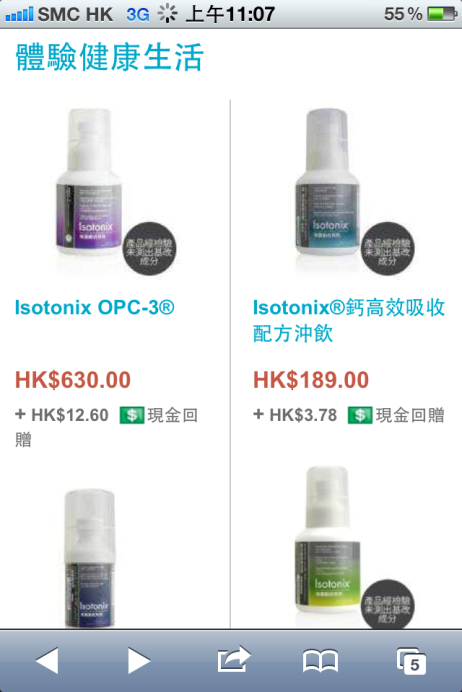 SMC HK 3G 上午11:07 55%
體驗健康生活
Isotonix
產品經檢驗
未測出基改
成分
Isotonix
產品經檢驗
未測出基改
成分
Isotonix OPC-3®
HK$630.00
+ HK$12.60 $ 現金回
贈
Isotonix®鈣高效吸收
配方沖飲
HK$189.00
+ HK$3.78 $ 現金回贈
Isotonix
Isotonix
產品經檢驗
未測出基改
成分
5